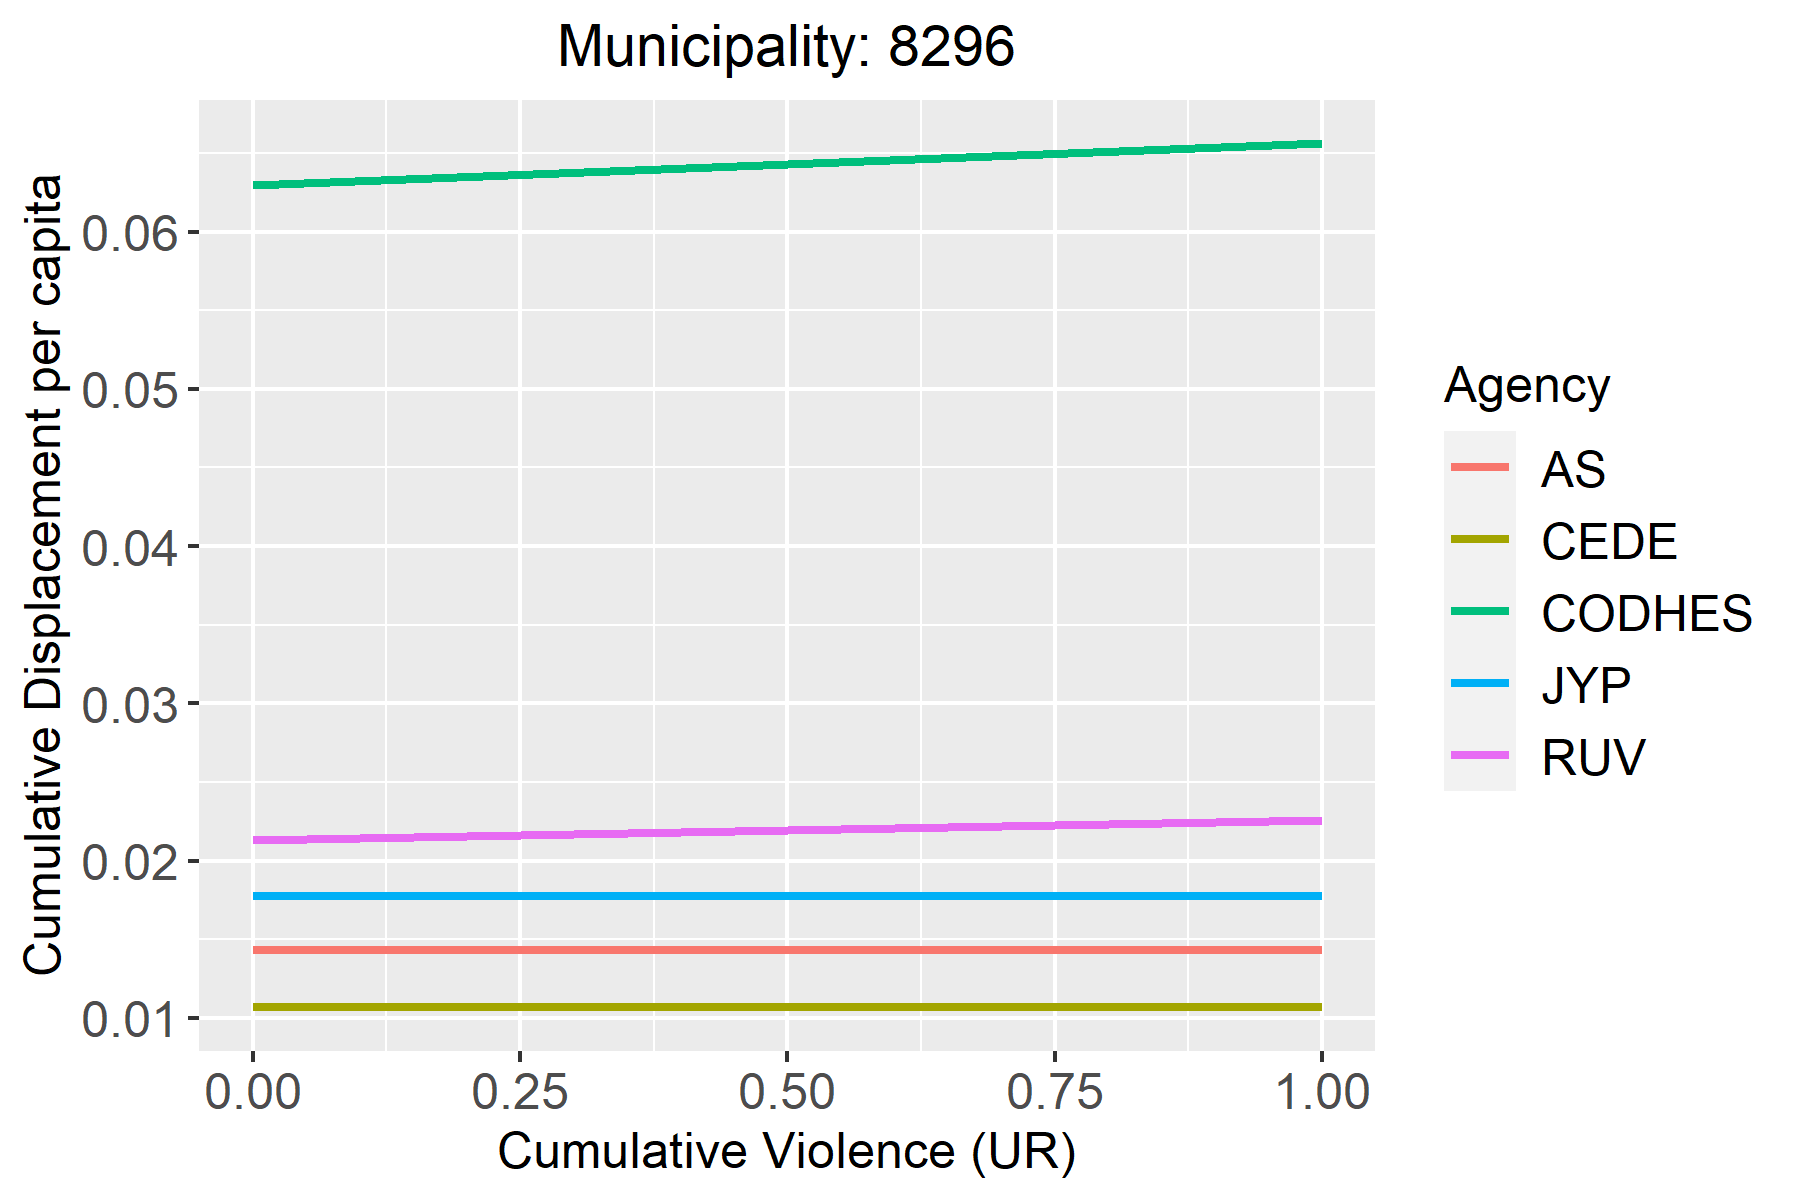 Municipality: 8296
Cumulative Displacement per capita
0.06
0.05
0.04
0.03
0.02
0.01
0.00 0.25 0.50 0.75 1.00
Cumulative Violence (UR)
Agency
AS
CEDE
CODHES
JYP
RUV